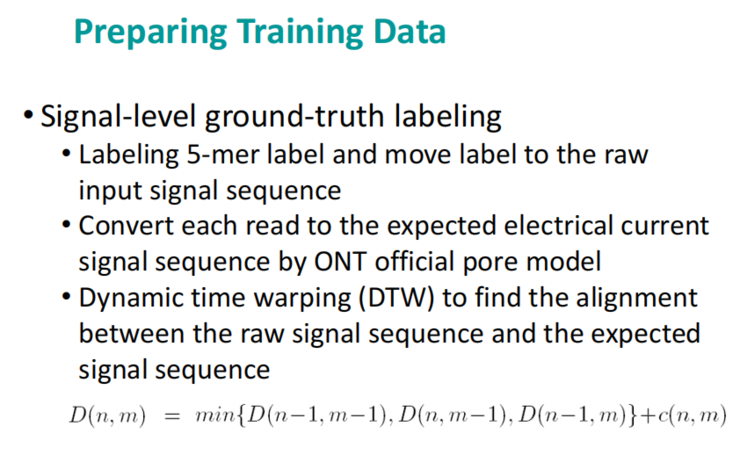 Preparing Training Data
• Signal-level ground-truth labeling
• Labeling 5-mer label and move label to the raw
input signal sequence
• Convert each read to the expected electrical current
signal sequence by ONT official pore model
• Dynamic time warping (DTW) to find the alignment
between the raw signal sequence and the expected
signal sequence
D(n, m) = min{D(n−1, m−1), D(n, m−1), D(n−1, m)}+c(n, m)